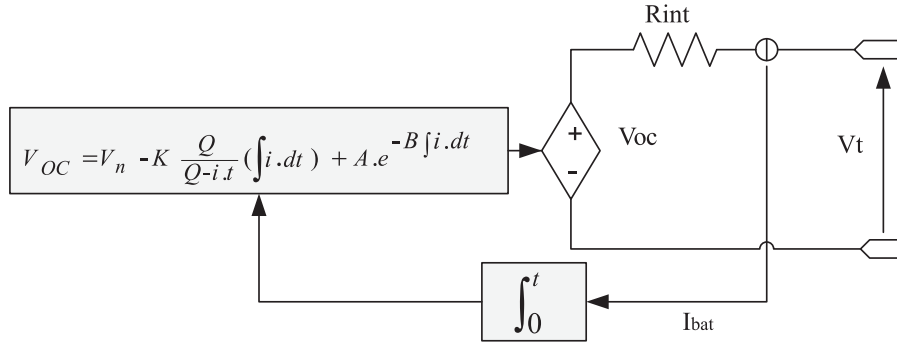 Rint
V_OC = V_n - K Q/(Q-i.t) (∫i.dt) + A.e^(-B∫i.dt)
+
-
Voc
Vt
∫_0^t
Ibat